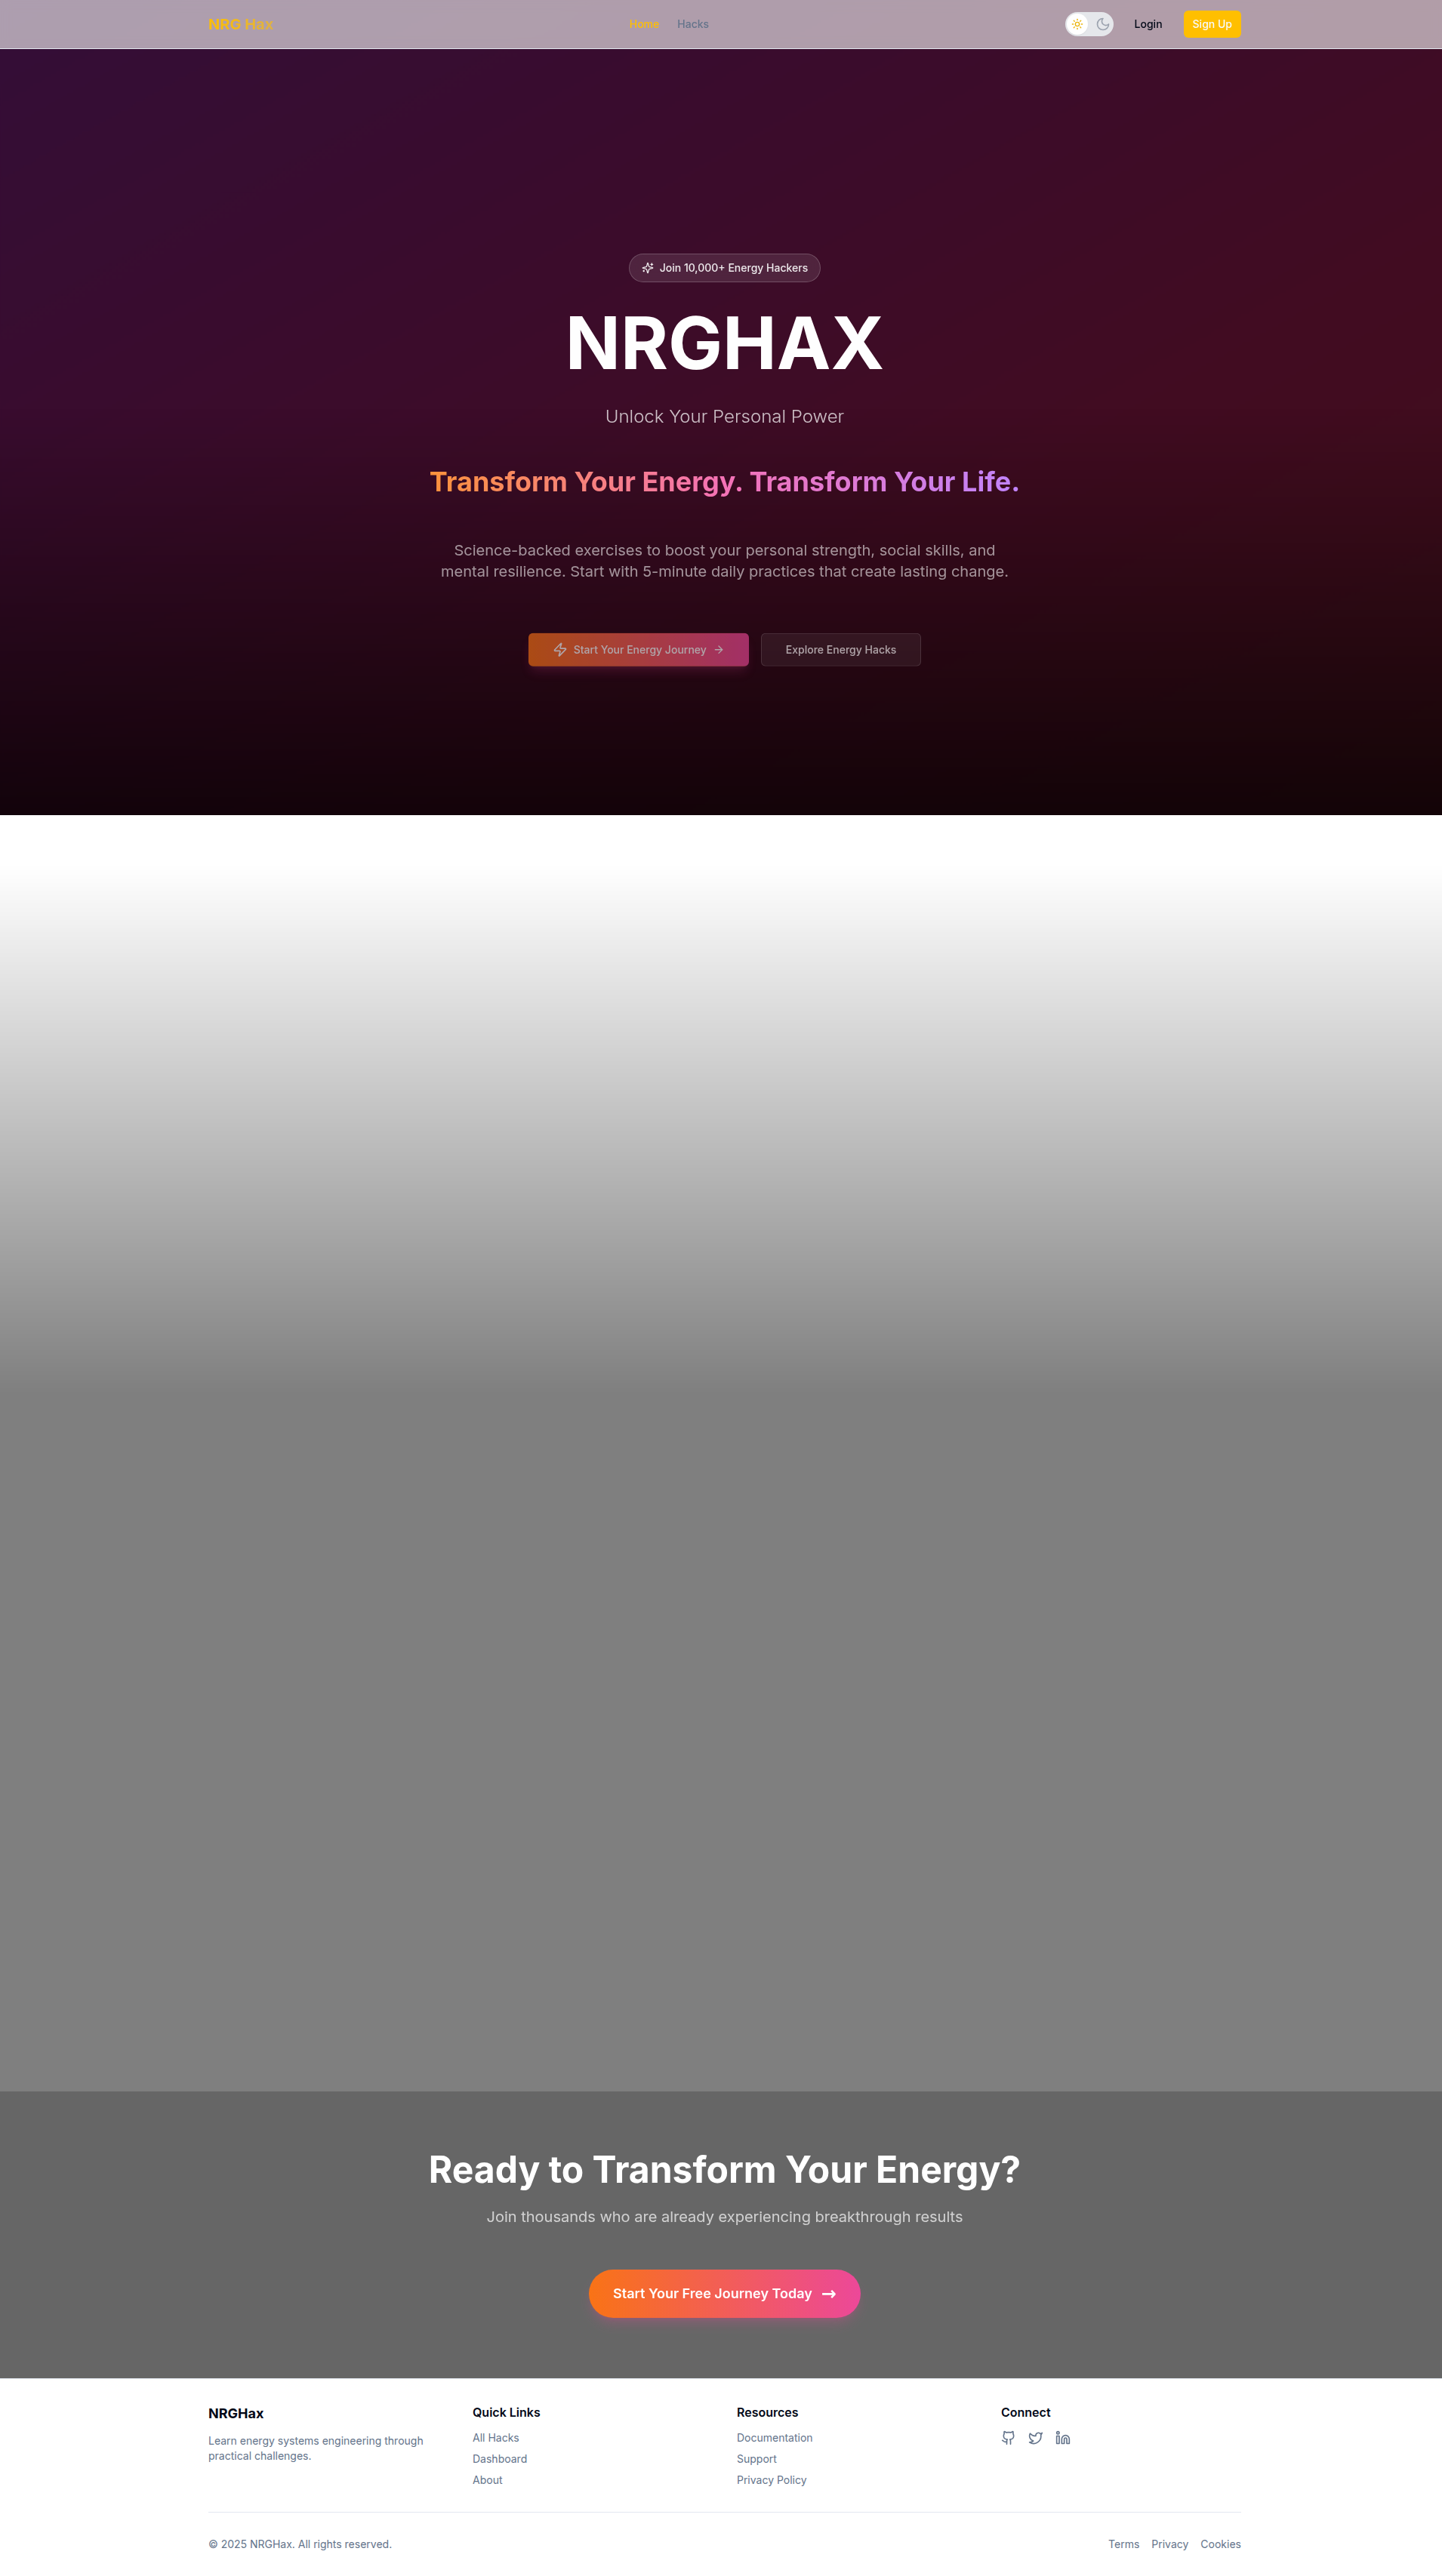 NRG Hax
Home
Hacks
Login
Sign Up
Join 10,000+ Energy Hackers
NRGHAX
Unlock Your Personal Power
Transform Your Energy. Transform Your Life.
Science-backed exercises to boost your personal strength, social skills, and
mental resilience. Start with 5-minute daily practices that create lasting change.
Start Your Energy Journey
Explore Energy Hacks
Ready to Transform Your Energy?
Join thousands who are already experiencing breakthrough results
Start Your Free Journey Today
NRGHax
Learn energy systems engineering through
practical challenges.
Quick Links
All Hacks
Dashboard
About
Resources
Documentation
Support
Privacy Policy
Connect
© 2025 NRGHax. All rights reserved.
Terms
Privacy
Cookies